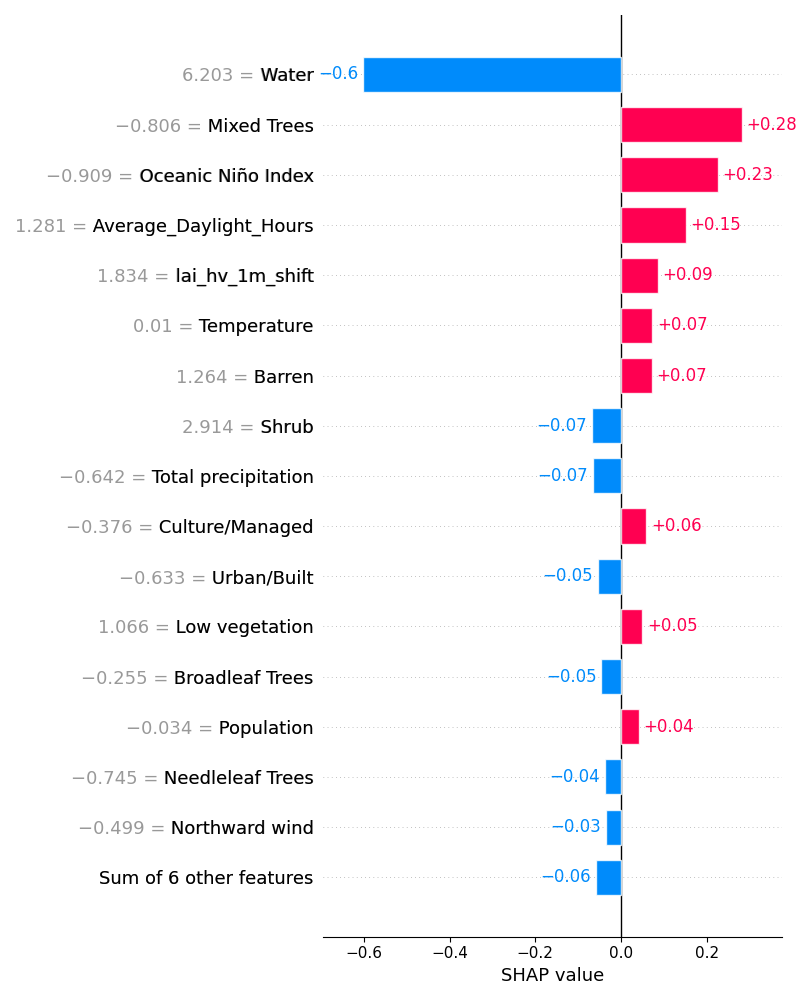 6.203 = Water −0.6
−0.806 = Mixed Trees +0.28
−0.909 = Oceanic Niño Index +0.23
1.281 = Average_Daylight_Hours +0.15
1.834 = lai_hv_1m_shift +0.09
0.01 = Temperature +0.07
1.264 = Barren +0.07
2.914 = Shrub −0.07
−0.642 = Total precipitation −0.07
−0.376 = Culture/Managed +0.06
−0.633 = Urban/Built −0.05
1.066 = Low vegetation +0.05
−0.255 = Broadleaf Trees −0.05
−0.034 = Population +0.04
−0.745 = Needleleaf Trees −0.04
−0.499 = Northward wind −0.03
Sum of 6 other features −0.06
−0.6 −0.4 −0.2 0.0 0.2
SHAP value